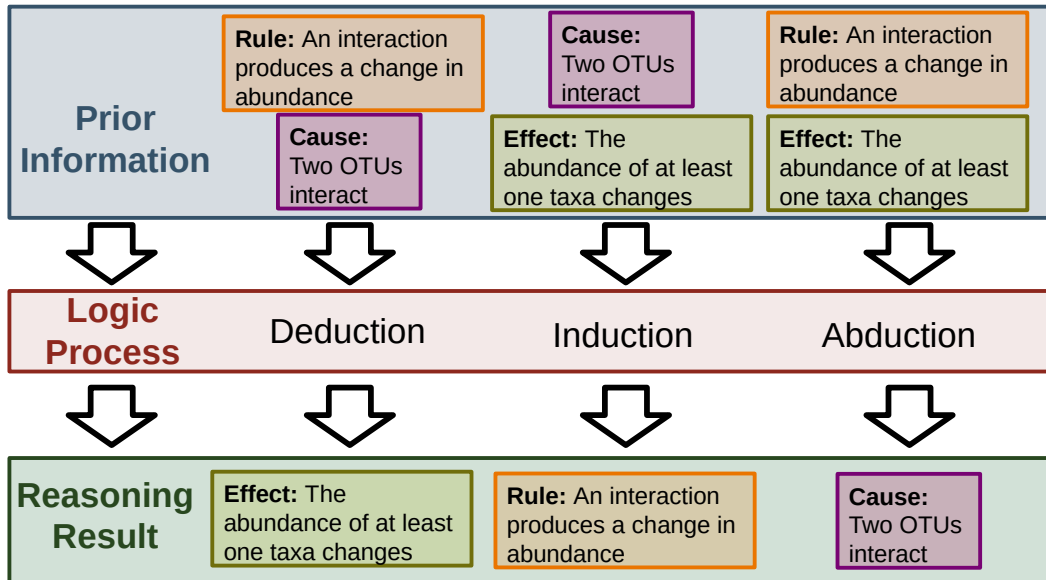 Prior
Information
Rule: An interaction
produces a change in
abundance
Cause:
Two OTUs
interact
Cause:
Two OTUs
interact
Effect: The
abundance of at least
one taxa changes
Rule: An interaction
produces a change in
abundance
Effect: The
abundance of at least
one taxa changes
Logic
Process
Deduction
Induction
Abduction
Reasoning
Result
Effect: The
abundance of at least
one taxa changes
Rule: An interaction
produces a change in
abundance
Cause:
Two OTUs
interact